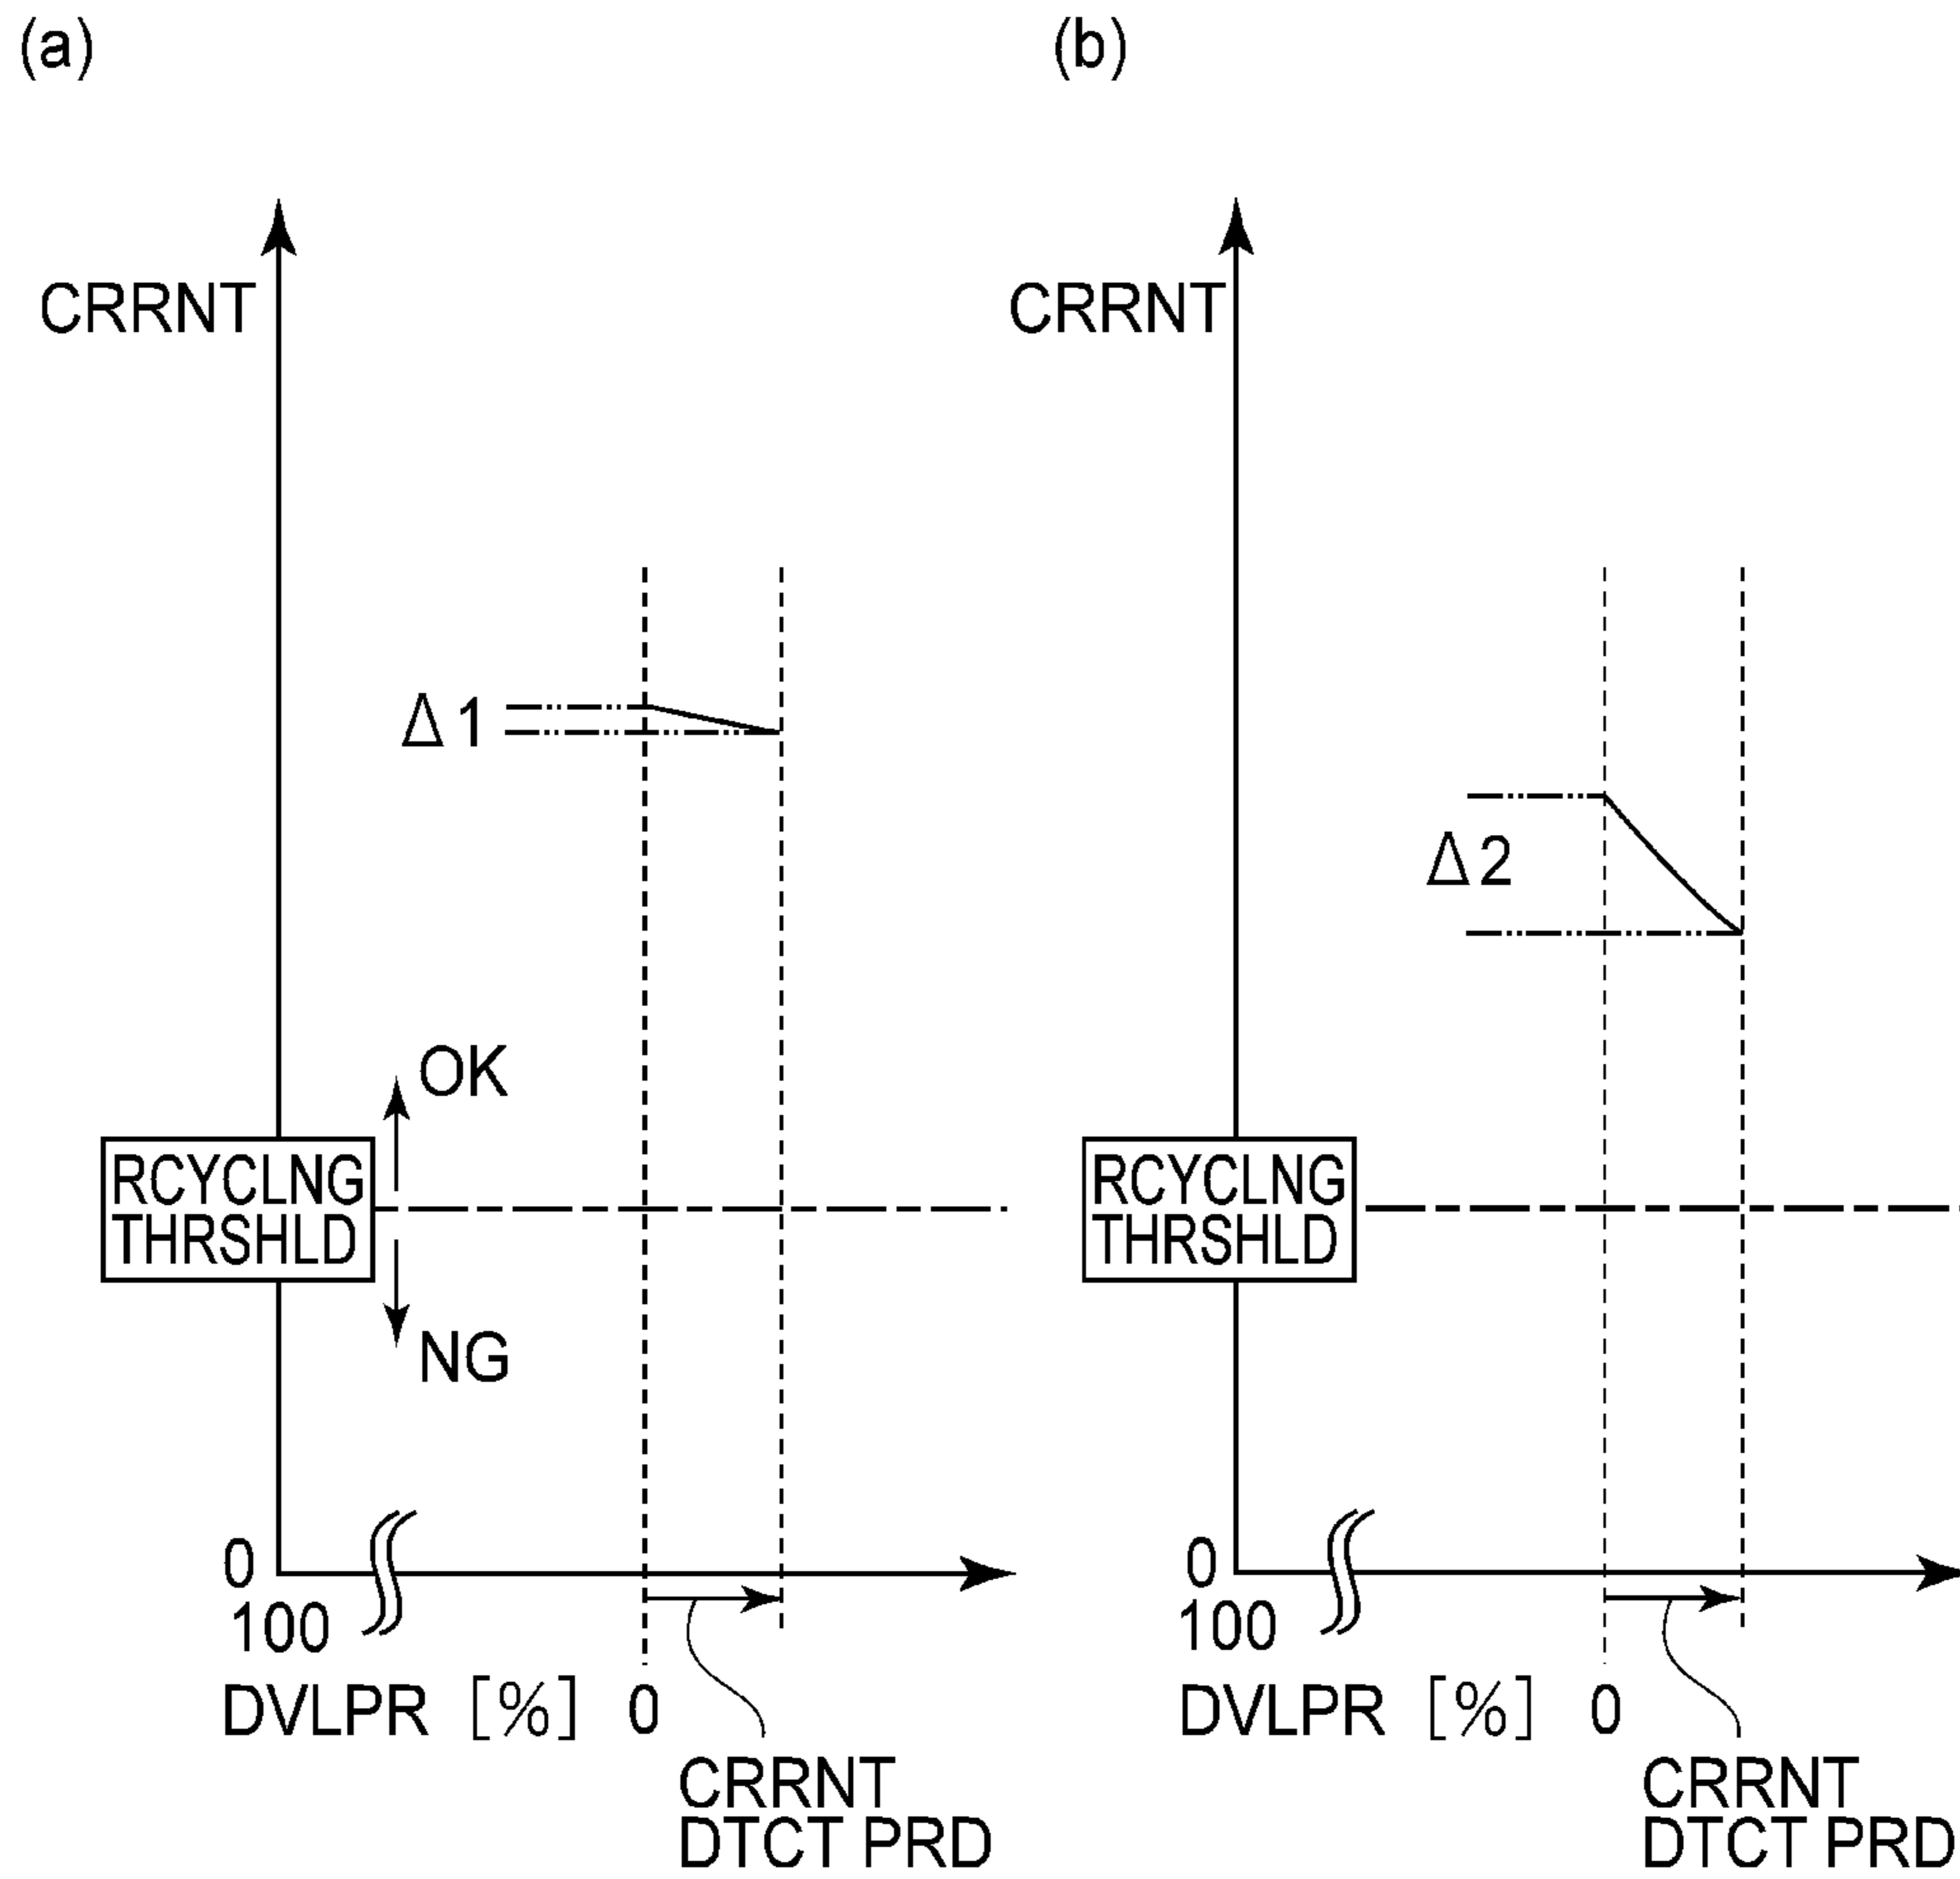 (a)
CRRNT
Δ1
OK
RCYCLNG
THRSHLD
NG
0
100
DVLPR [%] 0
CRRNT
DTCT PRD
(b)
CRRNT
Δ2
RCYCLNG
THRSHLD
0
100
DVLPR [%] 0
CRRNT
DTCT PRD